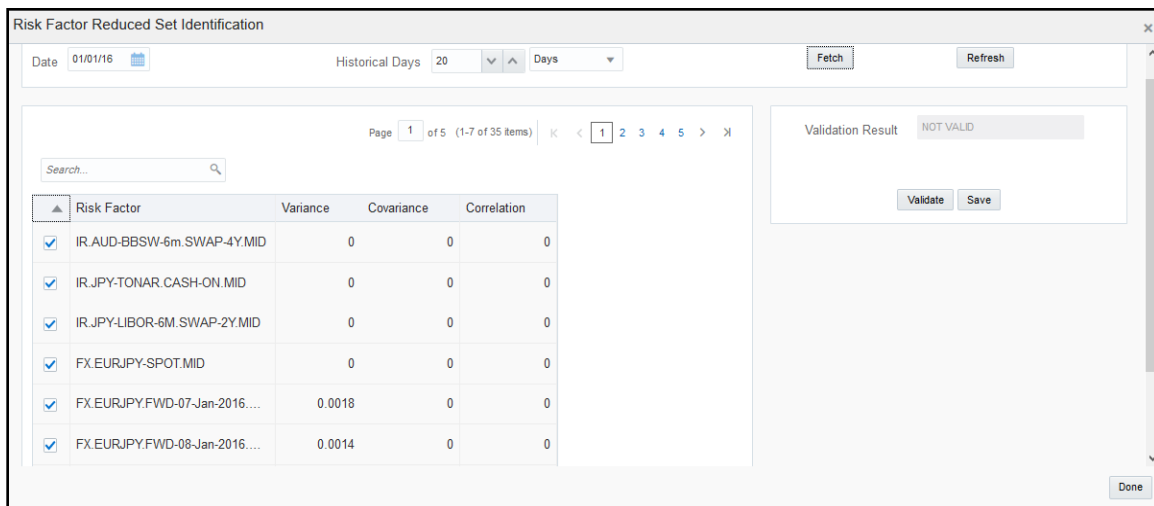 Risk Factor Reduced Set Identification
Date 01/01/16 Historical Days 20 Days Fetch Refresh
Page 1 of 5 (1-7 of 35 items) 1 2 3 4 5
Validation Result NOT VALID
Search...
Validate Save
Risk Factor Variance Covariance Correlation
IR.AUD-BBSW-6m.SWAP-4Y.MID 0 0 0
IR.JPY-TONAR.CASH-ON.MID 0 0 0
IR.JPY-LIBOR-6M.SWAP-2Y.MID 0 0 0
FX.EURJPY-SPOT.MID 0 0 0
FX.EURJPY.FWD-07-Jan-2016.... 0.0018 0 0
FX.EURJPY.FWD-08-Jan-2016.... 0.0014 0 0
Done